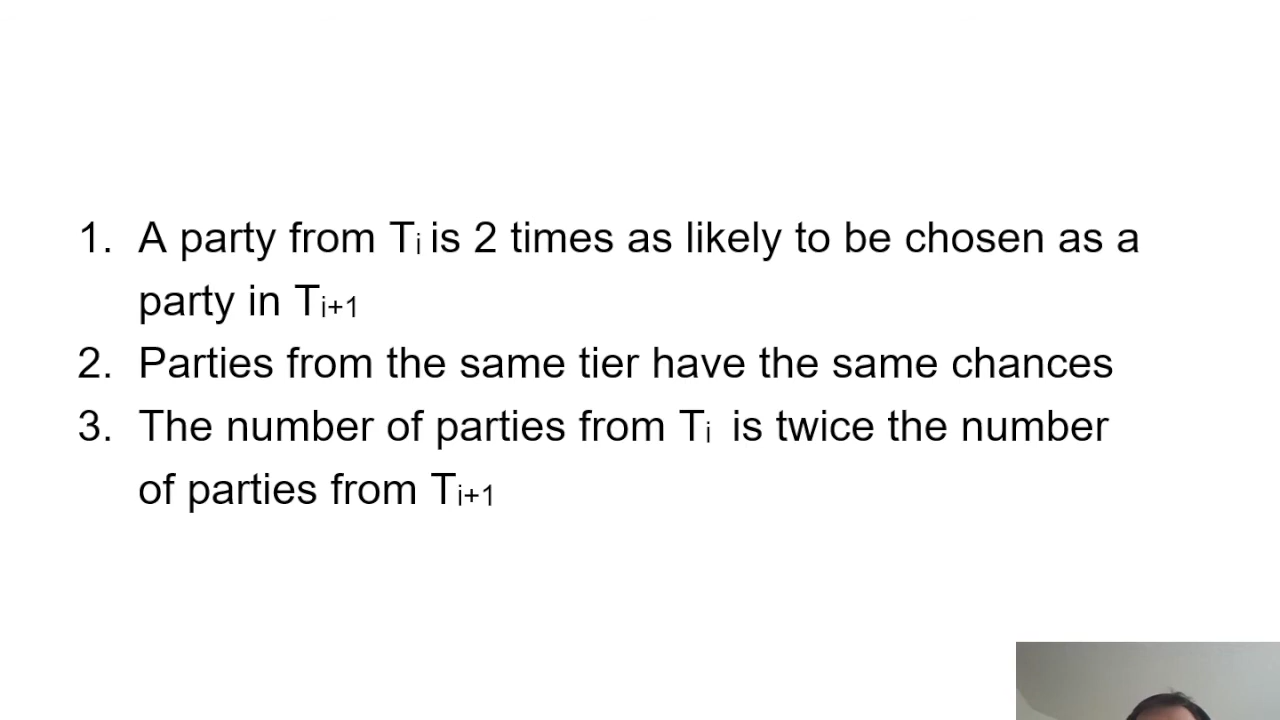 1. A party from Ti is 2 times as likely to be chosen as a
party in Ti+1
2. Parties from the same tier have the same chances
3. The number of parties from Ti is twice the number
of parties from Ti+1